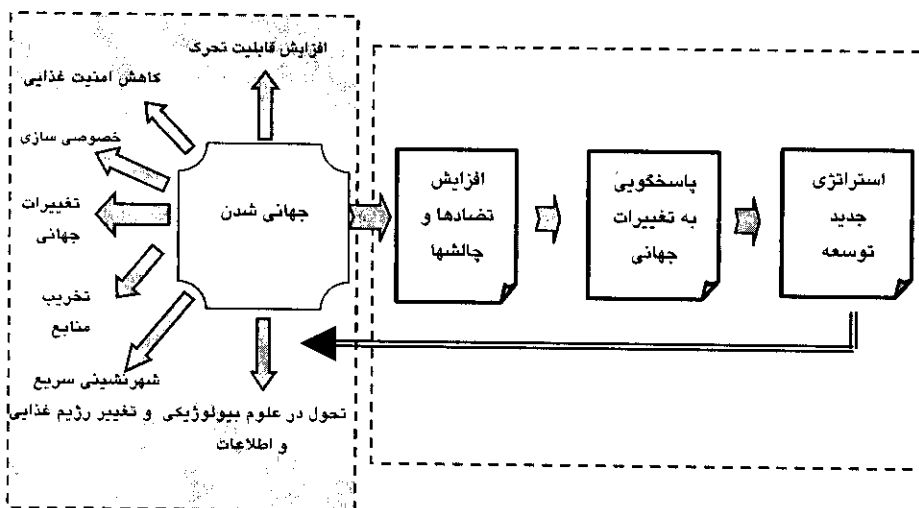 افزایش قابلیت تحرک
کاهش امنیت غذایی
خصوصی سازی
تغییرات
جهانی
تخریب
منابع
شهرنشینی سریع
و تغییر رژیم غذایی
تحول در علوم بیولوژیکی
و اطلاعات
جهانی شدن
افزایش
تضادها و
چالشها
پاسخگویی
به تغییرات
جهانی
استراتژی
جدید
توسعه